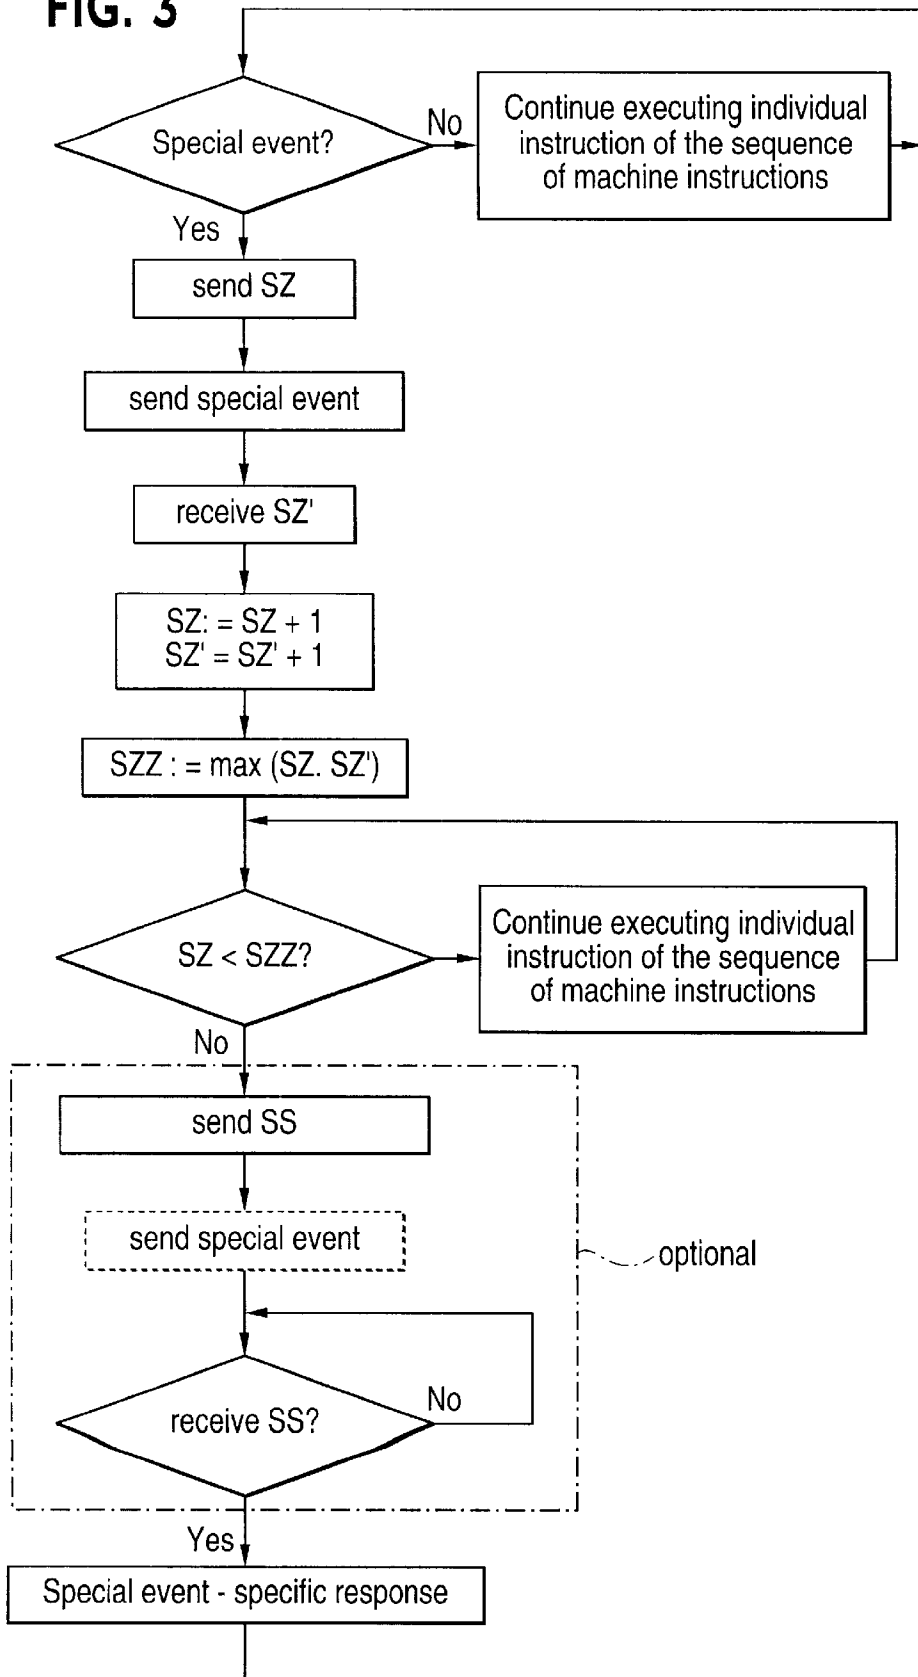 FIG. 3
Special event?
No
Continue executing individual
instruction of the sequence
of machine instructions
Yes
send SZ
send special event
receive SZ'
SZ: = SZ + 1
SZ' = SZ' + 1
SZZ : = max (SZ. SZ')
SZ < SZZ?
Continue executing individual
instruction of the sequence
of machine instructions
No
send SS
send special event
optional
receive SS?
No
Yes
Special event - specific response